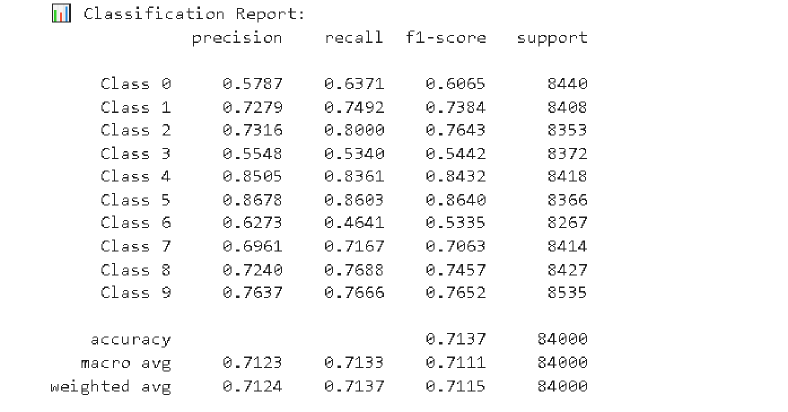 📊 Classification Report:
precision recall f1-score support
Class 0 0.5787 0.6371 0.6065 8440
Class 1 0.7279 0.7492 0.7384 8408
Class 2 0.7316 0.8000 0.7643 8353
Class 3 0.5548 0.5340 0.5442 8372
Class 4 0.8505 0.8361 0.8432 8418
Class 5 0.8678 0.8603 0.8640 8366
Class 6 0.6273 0.4641 0.5335 8267
Class 7 0.6961 0.7167 0.7063 8414
Class 8 0.7240 0.7688 0.7457 8427
Class 9 0.7637 0.7666 0.7652 8535
accuracy 0.7137 84000
macro avg 0.7123 0.7133 0.7111 84000
weighted avg 0.7124 0.7137 0.7115 84000